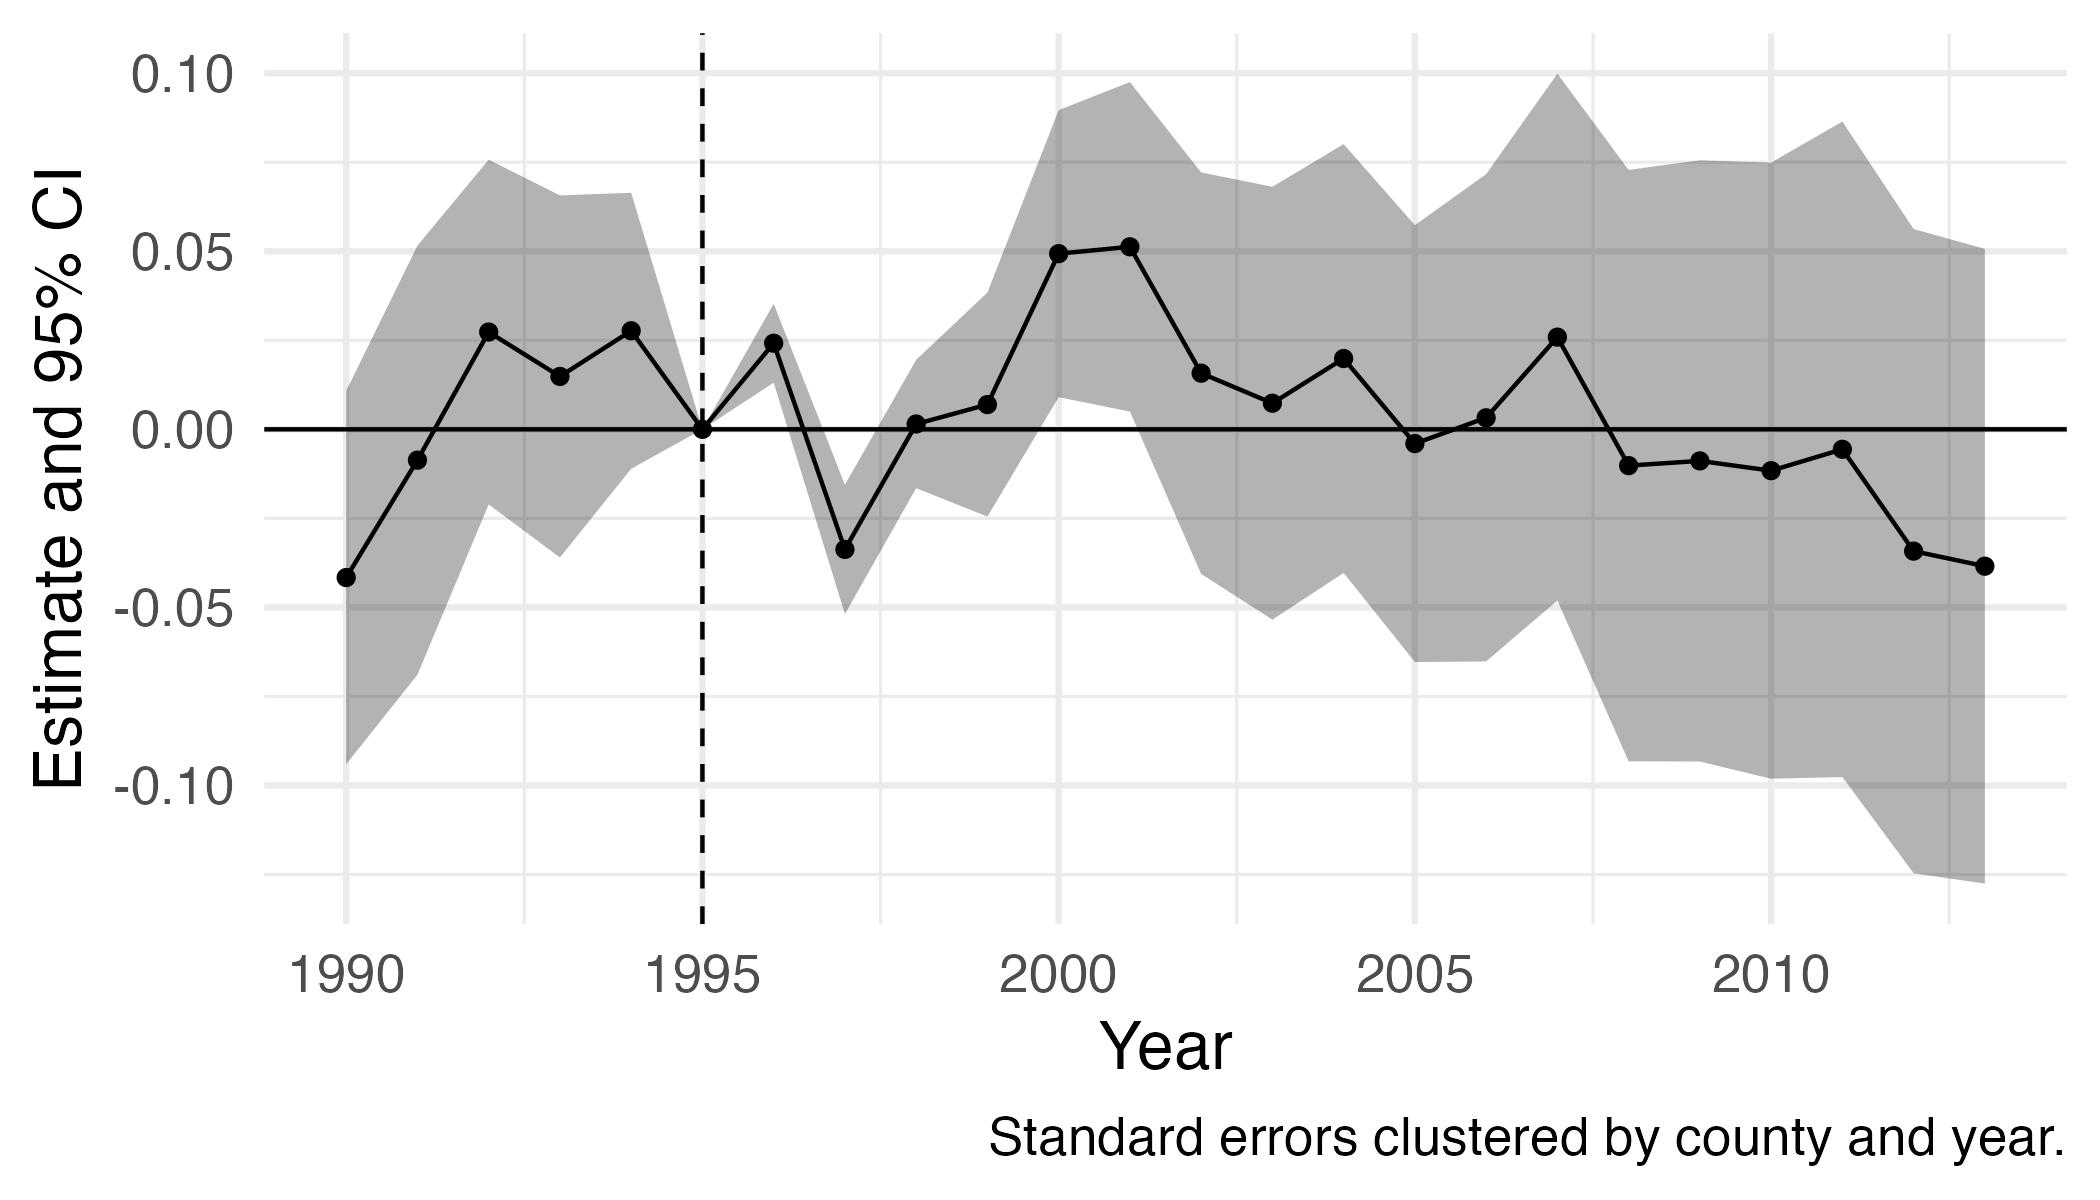 Estimate and 95% CI
0.10
0.05
0.00
-0.05
-0.10
1990 1995 2000 2005 2010
Year
Standard errors clustered by county and year.